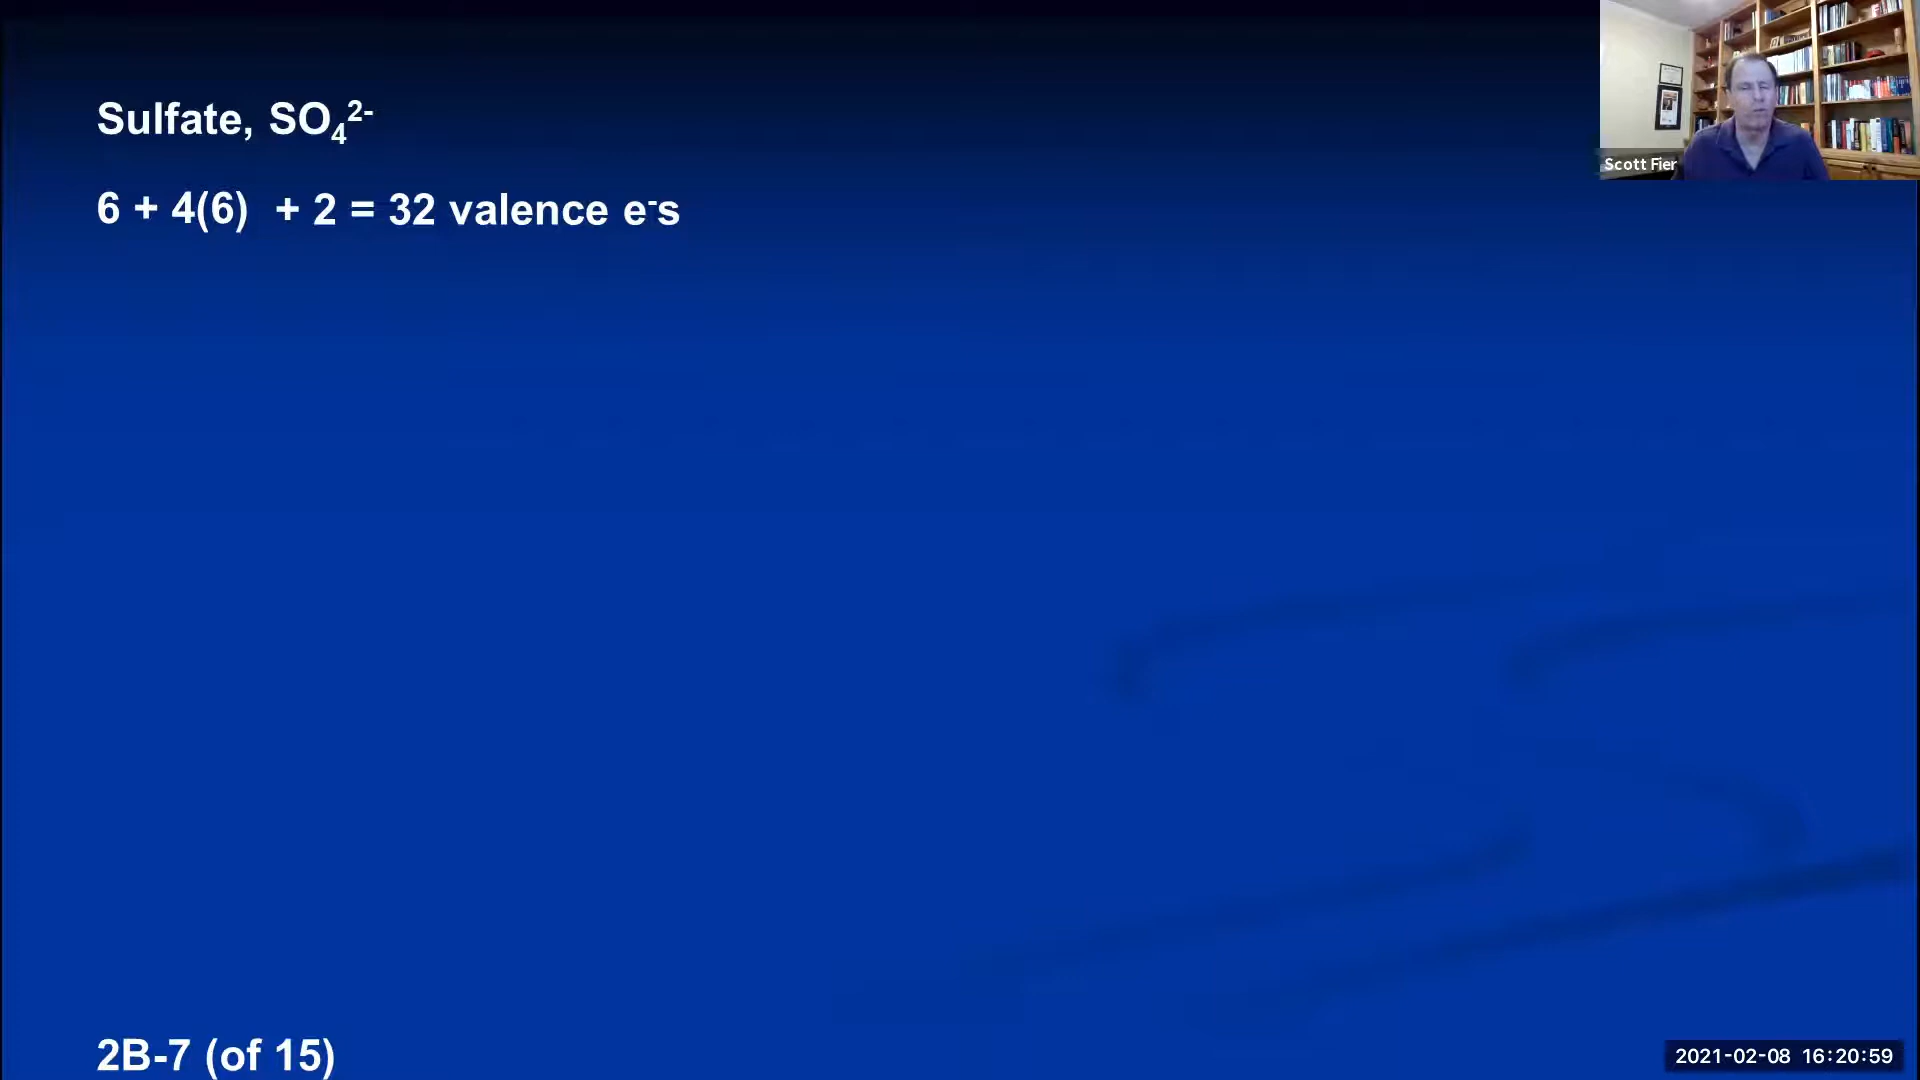 Sulfate, SO₄²⁻
Scott Fier
6 + 4(6) + 2 = 32 valence e⁻s
2B-7 (of 15)
2021-02-08 16:20:59